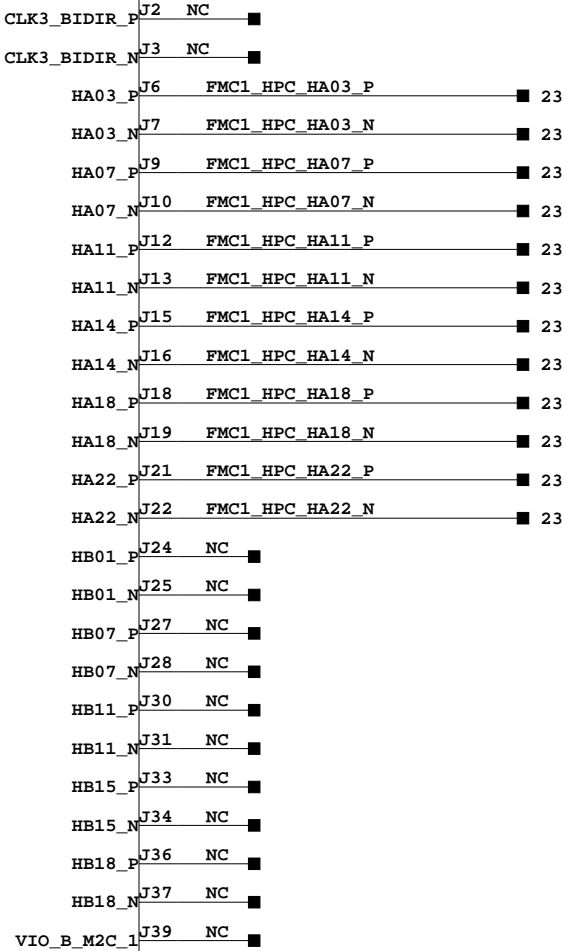 CLK3_BIDIR_P J2 NC
CLK3_BIDIR_N J3 NC
HA03_P J6 FMC1_HPC_HA03_P 23
HA03_N J7 FMC1_HPC_HA03_N 23
HA07_P J9 FMC1_HPC_HA07_P 23
HA07_N J10 FMC1_HPC_HA07_N 23
HA11_P J12 FMC1_HPC_HA11_P 23
HA11_N J13 FMC1_HPC_HA11_N 23
HA14_P J15 FMC1_HPC_HA14_P 23
HA14_N J16 FMC1_HPC_HA14_N 23
HA18_P J18 FMC1_HPC_HA18_P 23
HA18_N J19 FMC1_HPC_HA18_N 23
HA22_P J21 FMC1_HPC_HA22_P 23
HA22_N J22 FMC1_HPC_HA22_N 23
HB01_P J24 NC
HB01_N J25 NC
HB07_P J27 NC
HB07_N J28 NC
HB11_P J30 NC
HB11_N J31 NC
HB15_P J33 NC
HB15_N J34 NC
HB18_P J36 NC
HB18_N J37 NC
VIO_B_M2C_1 J39 NC